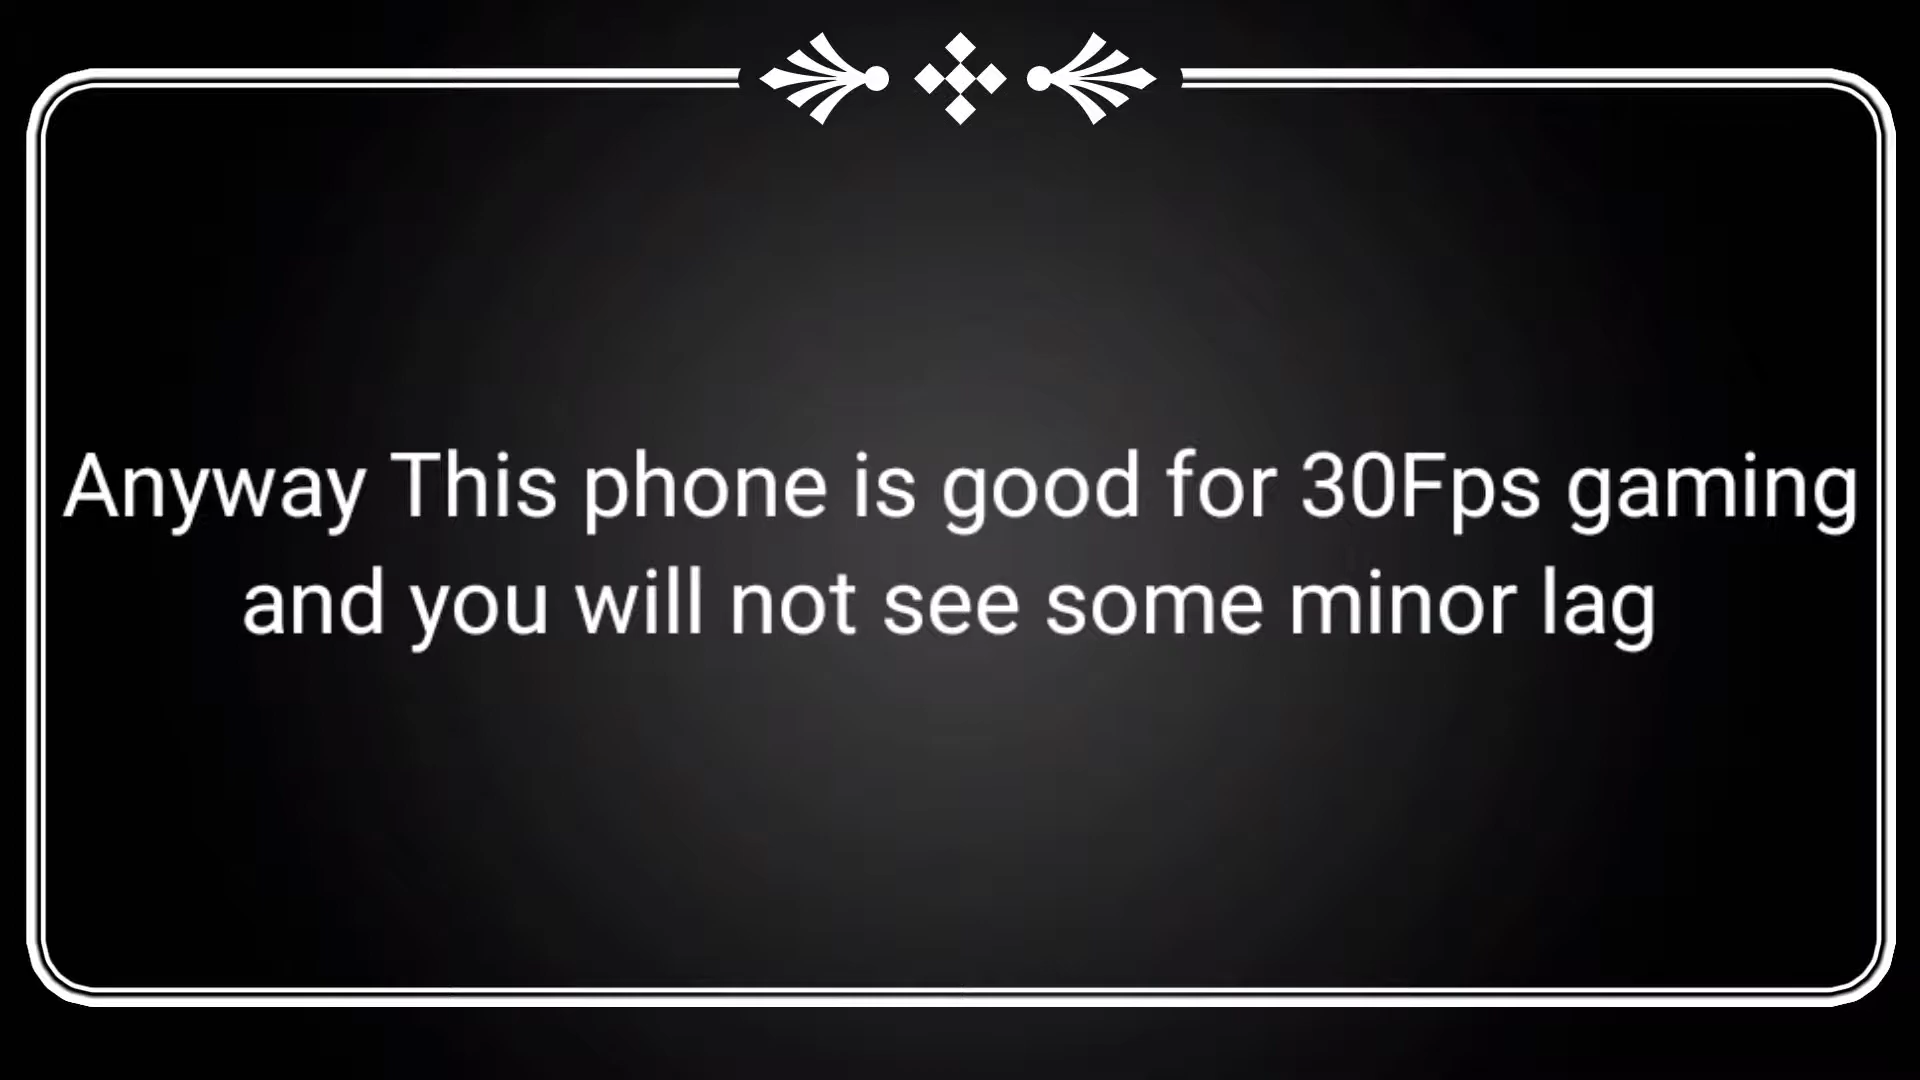 Anyway This phone is good for 30Fps gaming
and you will not see some minor lag